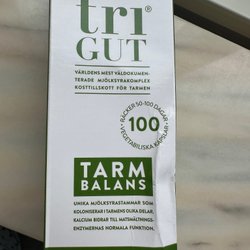 tri®
GUT
VÄRLDENS MEST VÄLDOKUMEN-
TERADE MJÖLKSYRAKOMPLEX
KOSTTILLSKOTT FÖR TARMEN
RÄCKER 50-100 DAGAR
100
VEGETABILISKA KAPSLAR
TARM
BALANS
UNIKA MJÖLKSYRASTAMMAR SOM
KOLONISERAR I TARMENS OLIKA DELAR.
KALCIUM BIDRAR TILL MATSMÄLTNINGS-
ENZYMERNAS NORMALA FUNKTION.